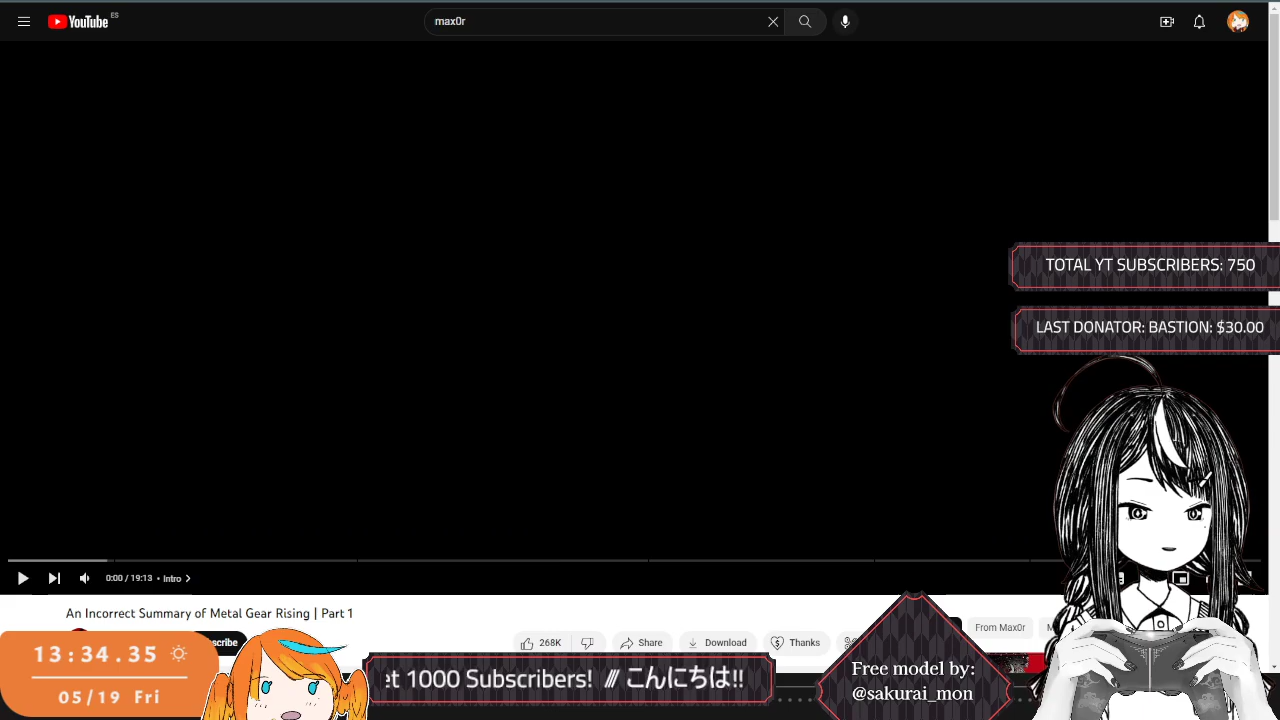 YouTube ES
max0r
TOTAL YT SUBSCRIBERS: 750
LAST DONATOR: BASTION: $30.00
0:00 / 19:13 • Intro
An Incorrect Summary of Metal Gear Rising | Part 1
scribe
268K
Share
Download
Thanks
From Max0r
M
13:34.35
05/19 Fri
et 1000 Subscribers! /// こんにちは!!
Free model by:
@sakurai_mon